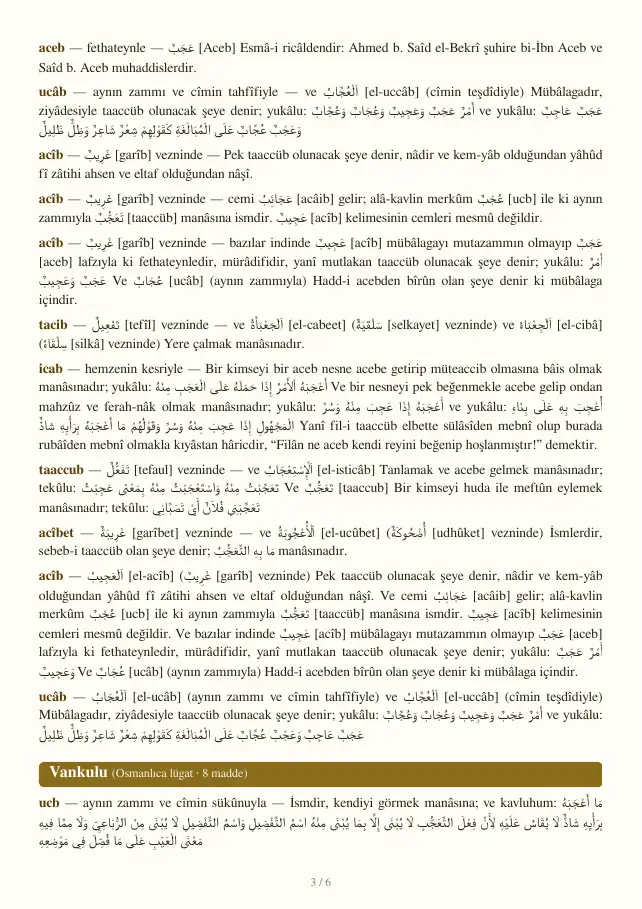 aceb — fethateynle — عَجَبٌ [Aceb] Esmâ-i ricâldendir: Ahmed b. Saîd el-Bekrî şuhire bi-İbn Aceb ve
Saîd b. Aceb muhaddislerdir.
ucâb — aynın zammı ve cîmin tahfîfiyle — ve اَلْعُجَّابُ [el-uccâb] (cîmin teşdîdiyle) Mübâlagadır,
ziyâdesiyle taaccüb olunacak şeye denir; yukâlu: أَمْرٌ عَجَبٌ وَعَجِيبٌ وَعُجَابٌ وَعُجَّابٌ ve yukâlu: عَجَبٌ عَاجِبٌ
وَعَجْبٌ عُجَّابٌ عَلَى الْمُبَالَغَةِ كَقَوْلِهِمْ شِعْرٌ شَاعِرٌ وَظِلٌّ ظَلِيلٌ
acîb — غَرِيبٌ [garîb] vezninde — Pek taaccüb olunacak şeye denir, nâdir ve kem-yâb olduğundan yâhûd
fî zâtihi ahsen ve eltaf olduğundan nâşî.
acîb — غَرِيبٌ [garîb] vezninde — cemi عَجَائِبُ [acâib] gelir; alâ-kavlin merkûm عُجْبٌ [ucb] ile ki aynın
zammıyla تَعَجُّبٌ [taaccüb] manâsına ismdir. عَجِيبٌ [acîb] kelimesinin cemleri mesmû değildir.
acîb — غَرِيبٌ [garîb] vezninde — bazılar indinde عَجِيبٌ [acîb] mübâlagayı mutazammın olmayıp عَجَبٌ
[aceb] lafzıyla ki fethateynledir, mürâdifidir, yanî mutlakan taaccüb olunacak şeye denir; yukâlu: أَمْرٌ
عَجَبٌ وَعَجِيبٌ Ve عُجَابٌ [ucâb] (aynın zammıyla) Hadd-i acebden bîrûn olan şeye denir ki mübâlaga
içindir.
tacib — تَفْعِيلٌ [tefîl] vezninde — ve اَلْجَعْبَأَةُ [el-cabeet] (سَلْقَيَةٌ [selkayet] vezninde) ve اَلْجِعْبَاءُ [el-cibâ]
(سِلْقَاءٌ [silkâ] vezninde) Yere çalmak manâsınadır.
icab — hemzenin kesriyle — Bir kimseyi bir aceb nesne acebe getirip müteaccib olmasına bâis olmak
manâsınadır; yukâlu: أَعْجَبَهُ اَلْأَمْرُ إِذَا حَمَلَهُ عَلَى الْعَجَبِ مِنْهُ Ve bir nesneyi pek beğenmekle acebe gelip ondan
mahzûz ve ferah-nâk olmak manâsınadır; yukâlu: أَعْجَبَهُ إِذَا عَجِبَ مِنْهُ وَسُرَّ ve yukâlu: أُعْجِبَ بِهِ عَلَى بِنَاءِ
الْمَجْهُولِ إِذَا عَجِبَ مِنْهُ وَسُرَّ وَقَوْلُهُمْ مَا أَعْجَبَهُ بِرَأْيِهِ شَاذٌّ Yanî fil-i taaccüb elbette sülâsîden mebnî olup burada
rubâîden mebnî olmakla kıyâstan hâricdir, “Filân ne aceb kendi reyini beğenip hoşlanmıştır!” demektir.
taaccub — تَفَعُّلٌ [tefaul] vezninde — ve اَلْإِسْتِعْجَابُ [el-isticâb] Tanlamak ve acebe gelmek manâsınadır;
tekûlu: تَعَجَّبْتُ مِنْهُ وَاسْتَعْجَبْتُ مِنْهُ بِمَعْنَى عَجِبْتُ Ve تَعَجُّبٌ [taaccub] Bir kimseyi huda ile meftûn eylemek
manâsınadır; tekûlu: تَعَجَّبَنِي فُلاَنٌ أَيْ تَصَبَّانِي
acîbet — غَرِيبَةٌ [garîbet] vezninde — ve اَلْأُعْجُوبَةُ [el-ucûbet] (أُضْحُوكَةٌ [udhûket] vezninde) İsmlerdir,
sebeb-i taaccüb olan şeye denir; مَا بِهِ التَّعَجُّبُ manâsınadır.
acîb — اَلْعَجِيبُ [el-acîb] (غَرِيبٌ [garîb] vezninde) Pek taaccüb olunacak şeye denir, nâdir ve kem-yâb
olduğundan yâhûd fî zâtihi ahsen ve eltaf olduğundan nâşî. Ve cemi عَجَائِبُ [acâib] gelir; alâ-kavlin
merkûm عُجْبٌ [ucb] ile ki aynın zammıyla تَعَجُّبٌ [taaccüb] manâsına ismdir. عَجِيبٌ [acîb] kelimesinin
cemleri mesmû değildir. Ve bazılar indinde عَجِيبٌ [acîb] mübâlagayı mutazammın olmayıp عَجَبٌ [aceb]
lafzıyla ki fethateynledir, mürâdifidir, yanî mutlakan taaccüb olunacak şeye denir; yukâlu: أَمْرٌ عَجَبٌ
وَعَجِيبٌ Ve عُجَابٌ [ucâb] (aynın zammıyla) Hadd-i acebden bîrûn olan şeye denir ki mübâlaga içindir.
ucâb — اَلْعُجَابُ [el-ucâb] (aynın zammıyla ve cîmin tahfîfiyle) ve اَلْعُجَّابُ [el-uccâb] (cîmin teşdîdiyle)
Mübâlagadır, ziyâdesiyle taaccüb olunacak şeye denir; yukâlu: أَمْرٌ عَجَبٌ وَعَجِيبٌ وَعُجَابٌ وَعُجَّابٌ ve yukâlu:
عَجَبٌ عَاجِبٌ وَعَجْبٌ عُجَّابٌ عَلَى الْمُبَالَغَةِ كَقَوْلِهِمْ شِعْرٌ شَاعِرٌ وَظِلٌّ ظَلِيلٌ
Vankulu (Osmanlıca lügat · 8 madde)
ucb — aynın zammı ve cîmin sükûnuyla — İsmdir, kendiyi görmek manâsına; ve kavluhum: مَا أَعْجَبَهُ
بِرَأْيِهِ شَاذٌّ لَا يُقَاسُ عَلَيْهِ لِأَنَّ فِعْلَ التَّعَجُّبِ لَا يُبْنَى إِلَّا بِمَا يُبْنَى مِنْهُ اسْمُ التَّفْضِيلِ وَاسْمُ التَّفْضِيلِ لَا يُبْنَى مِنَ الرُّبَاعِيِّ وَلَا مِمَّا فِيهِ
مَعْنَى الْعَيْبِ عَلَى مَا فُصِّلَ فِي مَوْضِعِهِ
3 / 6